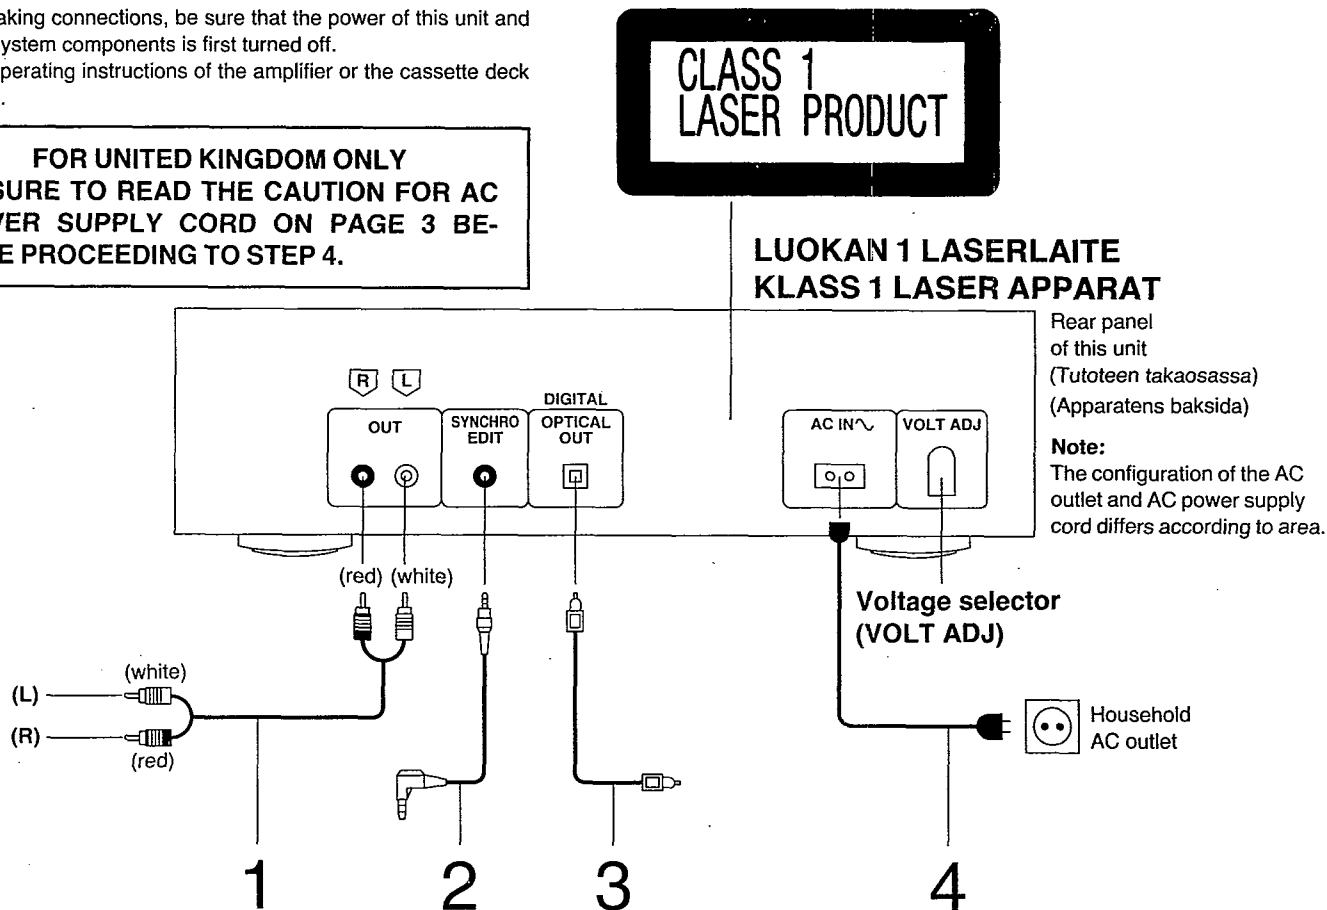 aking connections, be sure that the power of this unit and
ystem components is first turned off.
perating instructions of the amplifier or the cassette deck
.
FOR UNITED KINGDOM ONLY
SURE TO READ THE CAUTION FOR AC
ER SUPPLY CORD ON PAGE 3 BE-
E PROCEEDING TO STEP 4.
CLASS 1
LASER PRODUCT
LUOKAN 1 LASERLAITE
KLASS 1 LASER APPARAT
Rear panel
of this unit
(Tutoteen takaosassa)
(Apparatens baksida)
Note:
The configuration of the AC
outlet and AC power supply
cord differs according to area.
R L
OUT
SYNCHRO
EDIT
DIGITAL
OPTICAL
OUT
AC IN∿
VOLT ADJ
(red) (white)
Voltage selector
(VOLT ADJ)
(white)
(L)
(R)
(red)
Household
AC outlet
1 2 3 4